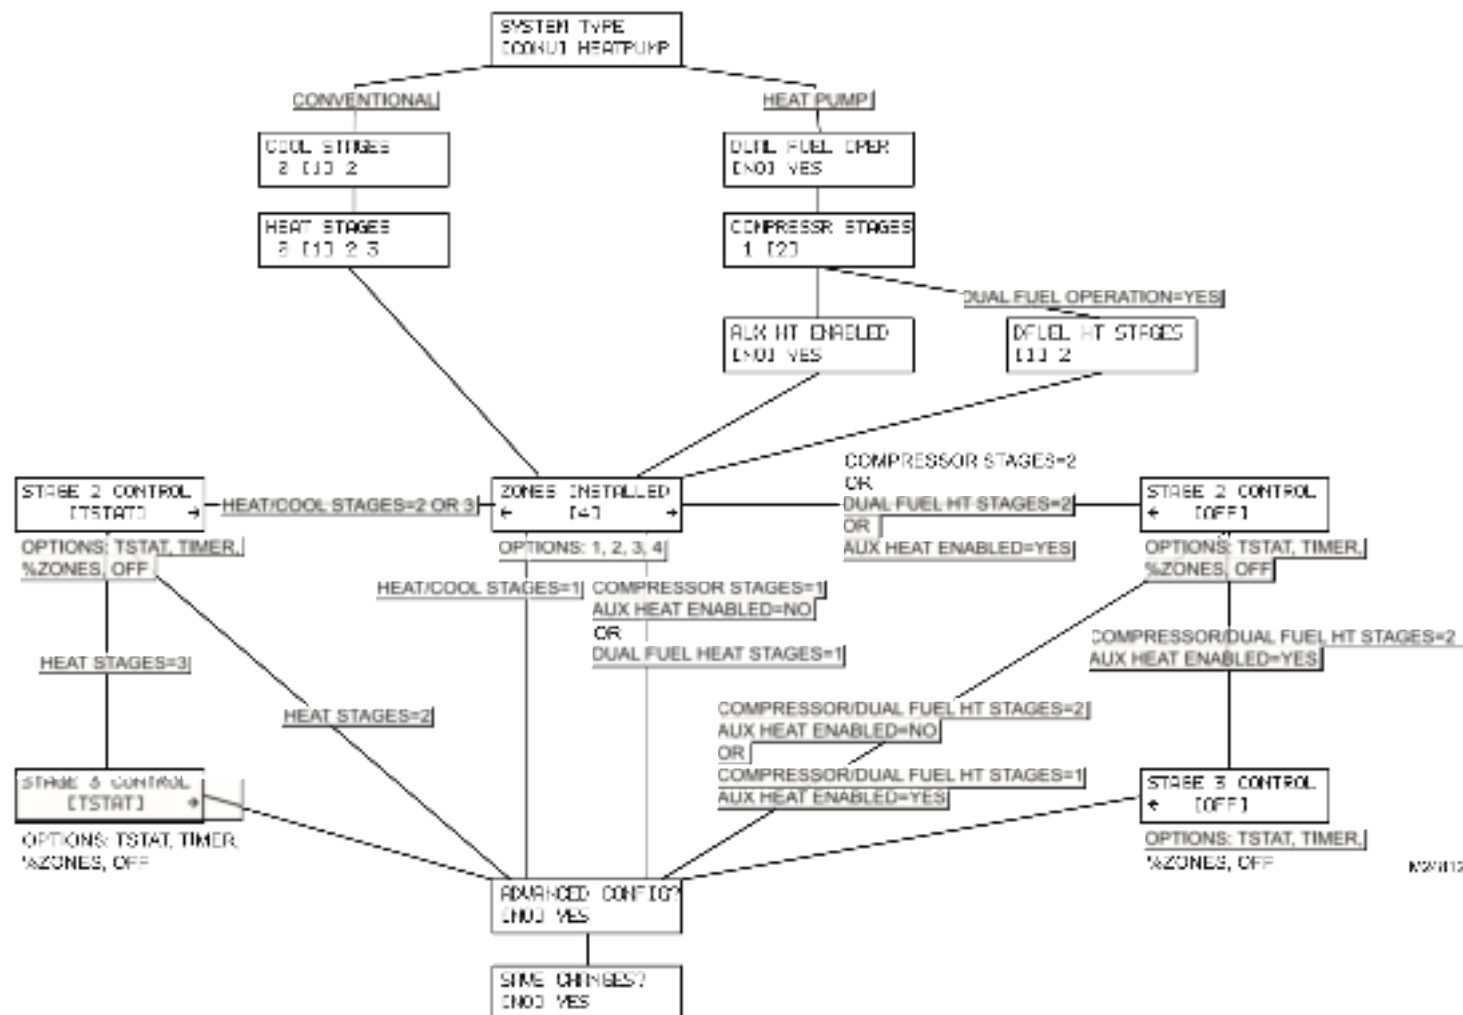 SYSTEM TYPE
[CONV] HEATPUMP
CONVENTIONAL
HEAT PUMP
COOL STAGES
0 [1] 2
DUAL FUEL OPER
[NO] YES
HEAT STAGES
0 [1] 2 3
COMPRESSR STAGES
1 [2]
DUAL FUEL OPERATION=YES
AUX HT ENABLED
[NO] YES
DFUEL HT STAGES
[1] 2
COMPRESSOR STAGES=2
OR
DUAL FUEL HT STAGES=2
OR
AUX HEAT ENABLED=YES
STAGE 2 CONTROL
[TSTAT] →
HEAT/COOL STAGES=2 OR 3
ZONES INSTALLED
← [4] →
STAGE 2 CONTROL
← [OFF]
OPTIONS: TSTAT, TIMER,
%ZONES, OFF
OPTIONS: 1, 2, 3, 4
OPTIONS: TSTAT, TIMER,
%ZONES, OFF
HEAT/COOL STAGES=1
COMPRESSOR STAGES=1
AUX HEAT ENABLED=NO
OR
DUAL FUEL HEAT STAGES=1
COMPRESSOR/DUAL FUEL HT STAGES=2
AUX HEAT ENABLED=YES
HEAT STAGES=3
HEAT STAGES=2
COMPRESSOR/DUAL FUEL HT STAGES=2
AUX HEAT ENABLED=NO
OR
COMPRESSOR/DUAL FUEL HT STAGES=1
AUX HEAT ENABLED=YES
STAGE 3 CONTROL
[TSTAT] →
OPTIONS: TSTAT, TIMER,
%ZONES, OFF
STAGE 3 CONTROL
← [OFF]
OPTIONS: TSTAT, TIMER,
%ZONES, OFF
ADVANCED CONFIG?
[NO] YES
SAVE CHANGES?
[NO] YES